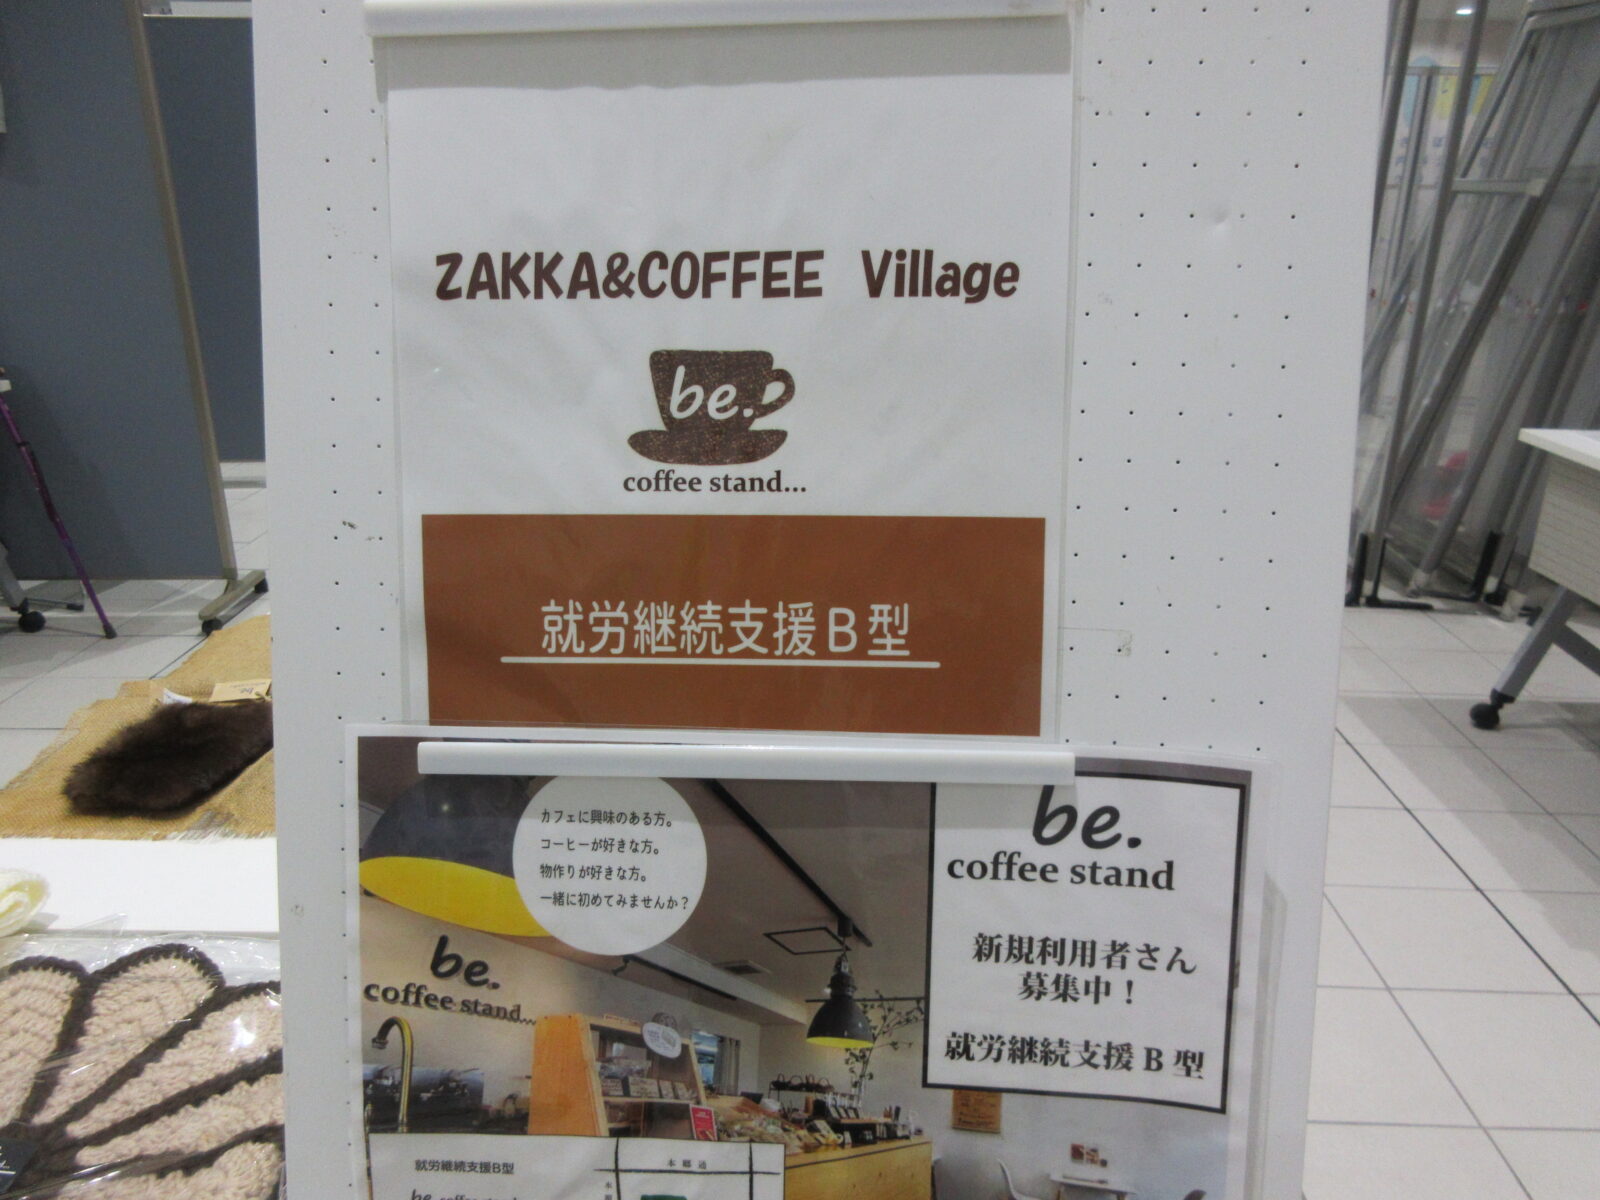 ZAKKA&COFFEE Village
be.
coffee stand...
就労継続支援B型
カフェに興味のある方。
コーヒーが好きな方。
物作りが好きな方。
一緒に初めてみませんか？
be.
coffee stand
新規利用者さん
募集中！
就労継続支援 B 型
be.
coffee stand...
就労継続支援B型
本郷通